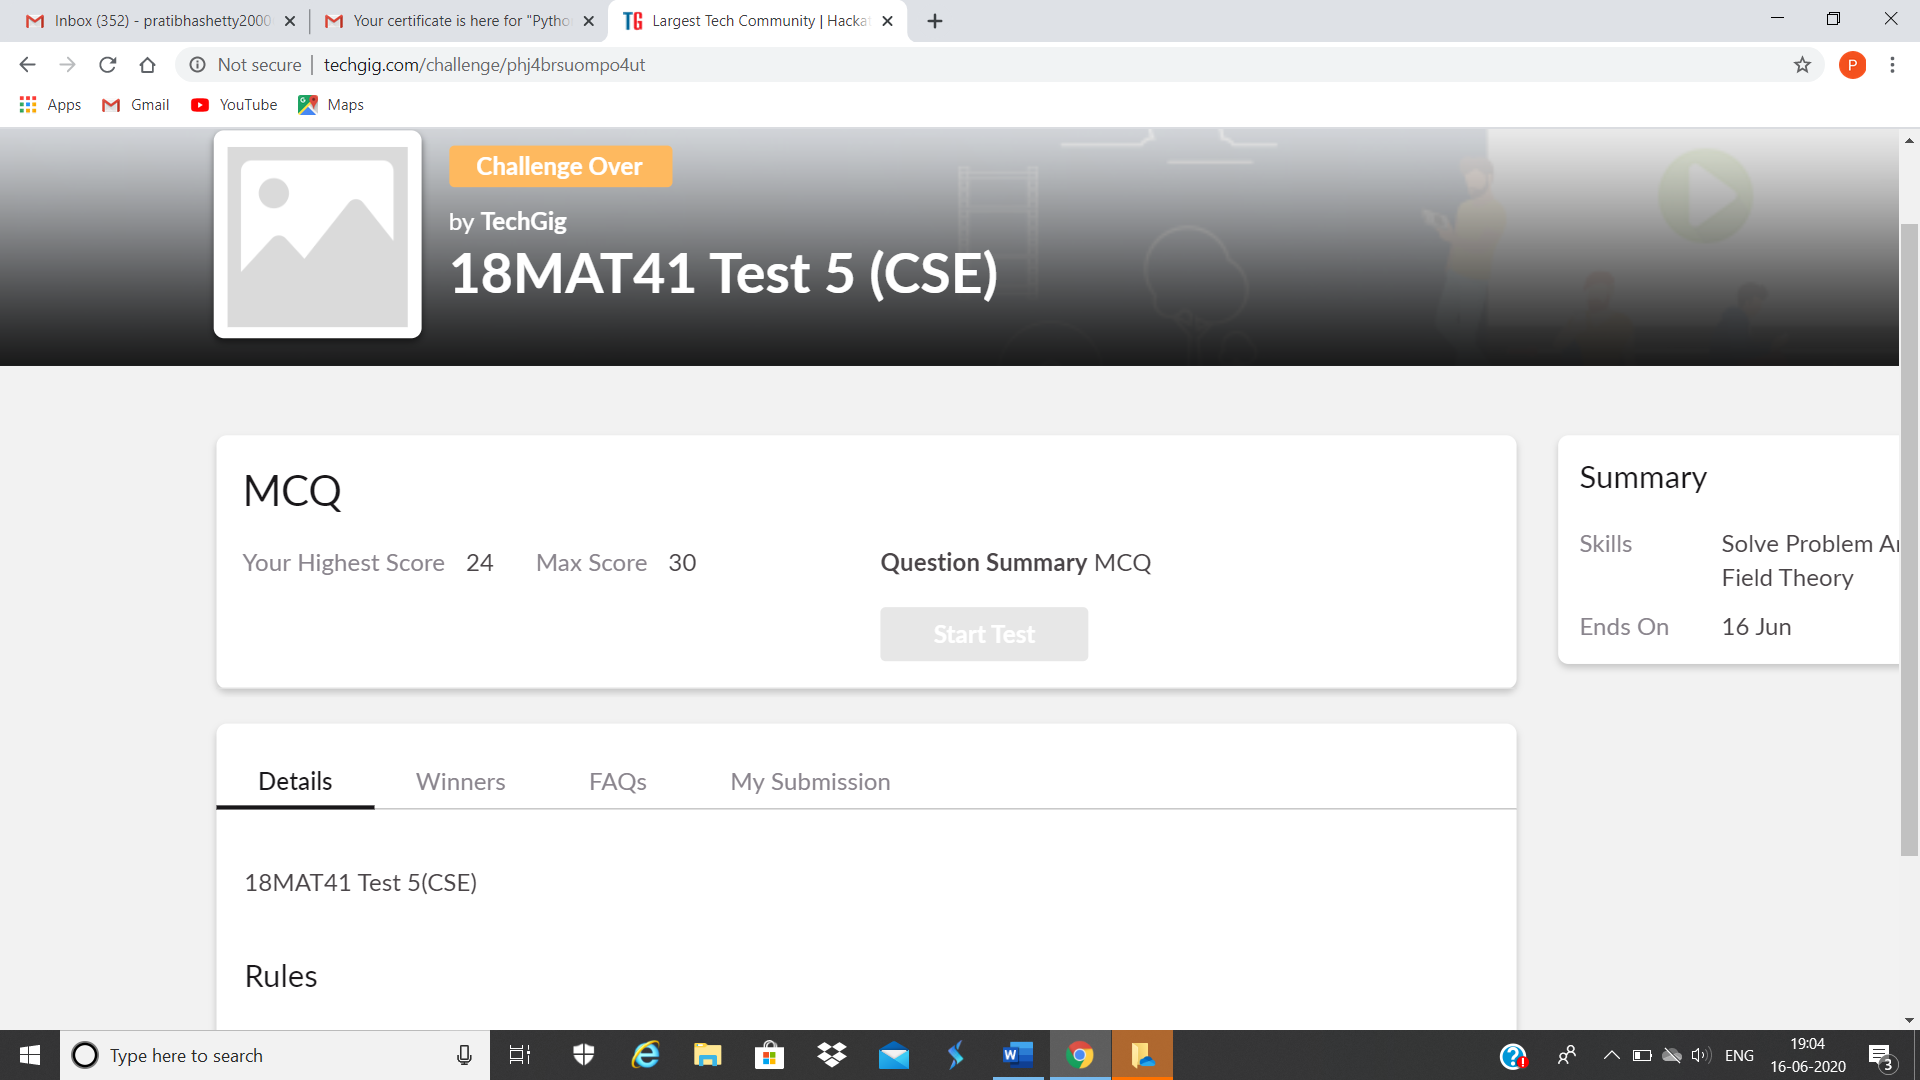 Inbox (352) - pratibhashetty2000
Your certificate is here for "Pytho
TG Largest Tech Community | Hacka
Not secure | techgig.com/challenge/phj4brsuompo4ut
P
Apps Gmail YouTube Maps
Challenge Over
by TechGig
18MAT41 Test 5 (CSE)
MCQ
Your Highest Score 24 Max Score 30
Question Summary MCQ
Start Test
Summary
Skills Solve Problem
Field Theory
Ends On 16 Jun
Details Winners FAQs My Submission
18MAT41 Test 5(CSE)
Rules
Type here to search
W
ENG
19:04
16-06-2020
3